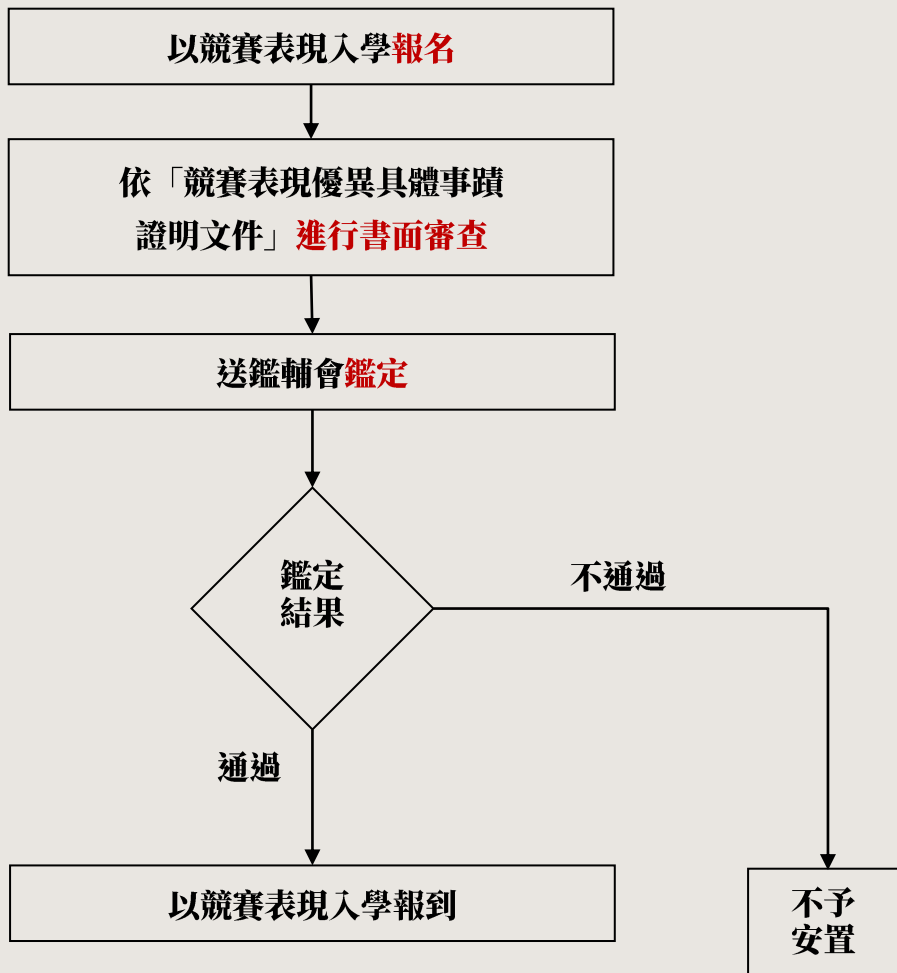 以競賽表現入學報名
依「競賽表現優異具體事蹟
證明文件」進行書面審查
送鑑輔會鑑定
鑑定
結果
不通過
通過
以競賽表現入學報到
不予
安置